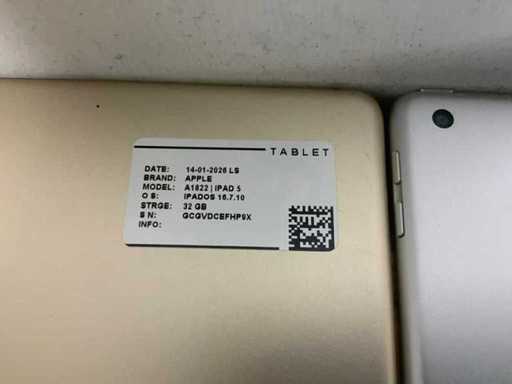 TABLET
DATE: 14-01-2026 LS
BRAND: APPLE
MODEL: A1822 | IPAD 5
O S: IPADOS 16.7.10
STRGE: 32 GB
S N: GCGVDCEFHP9X
INFO: